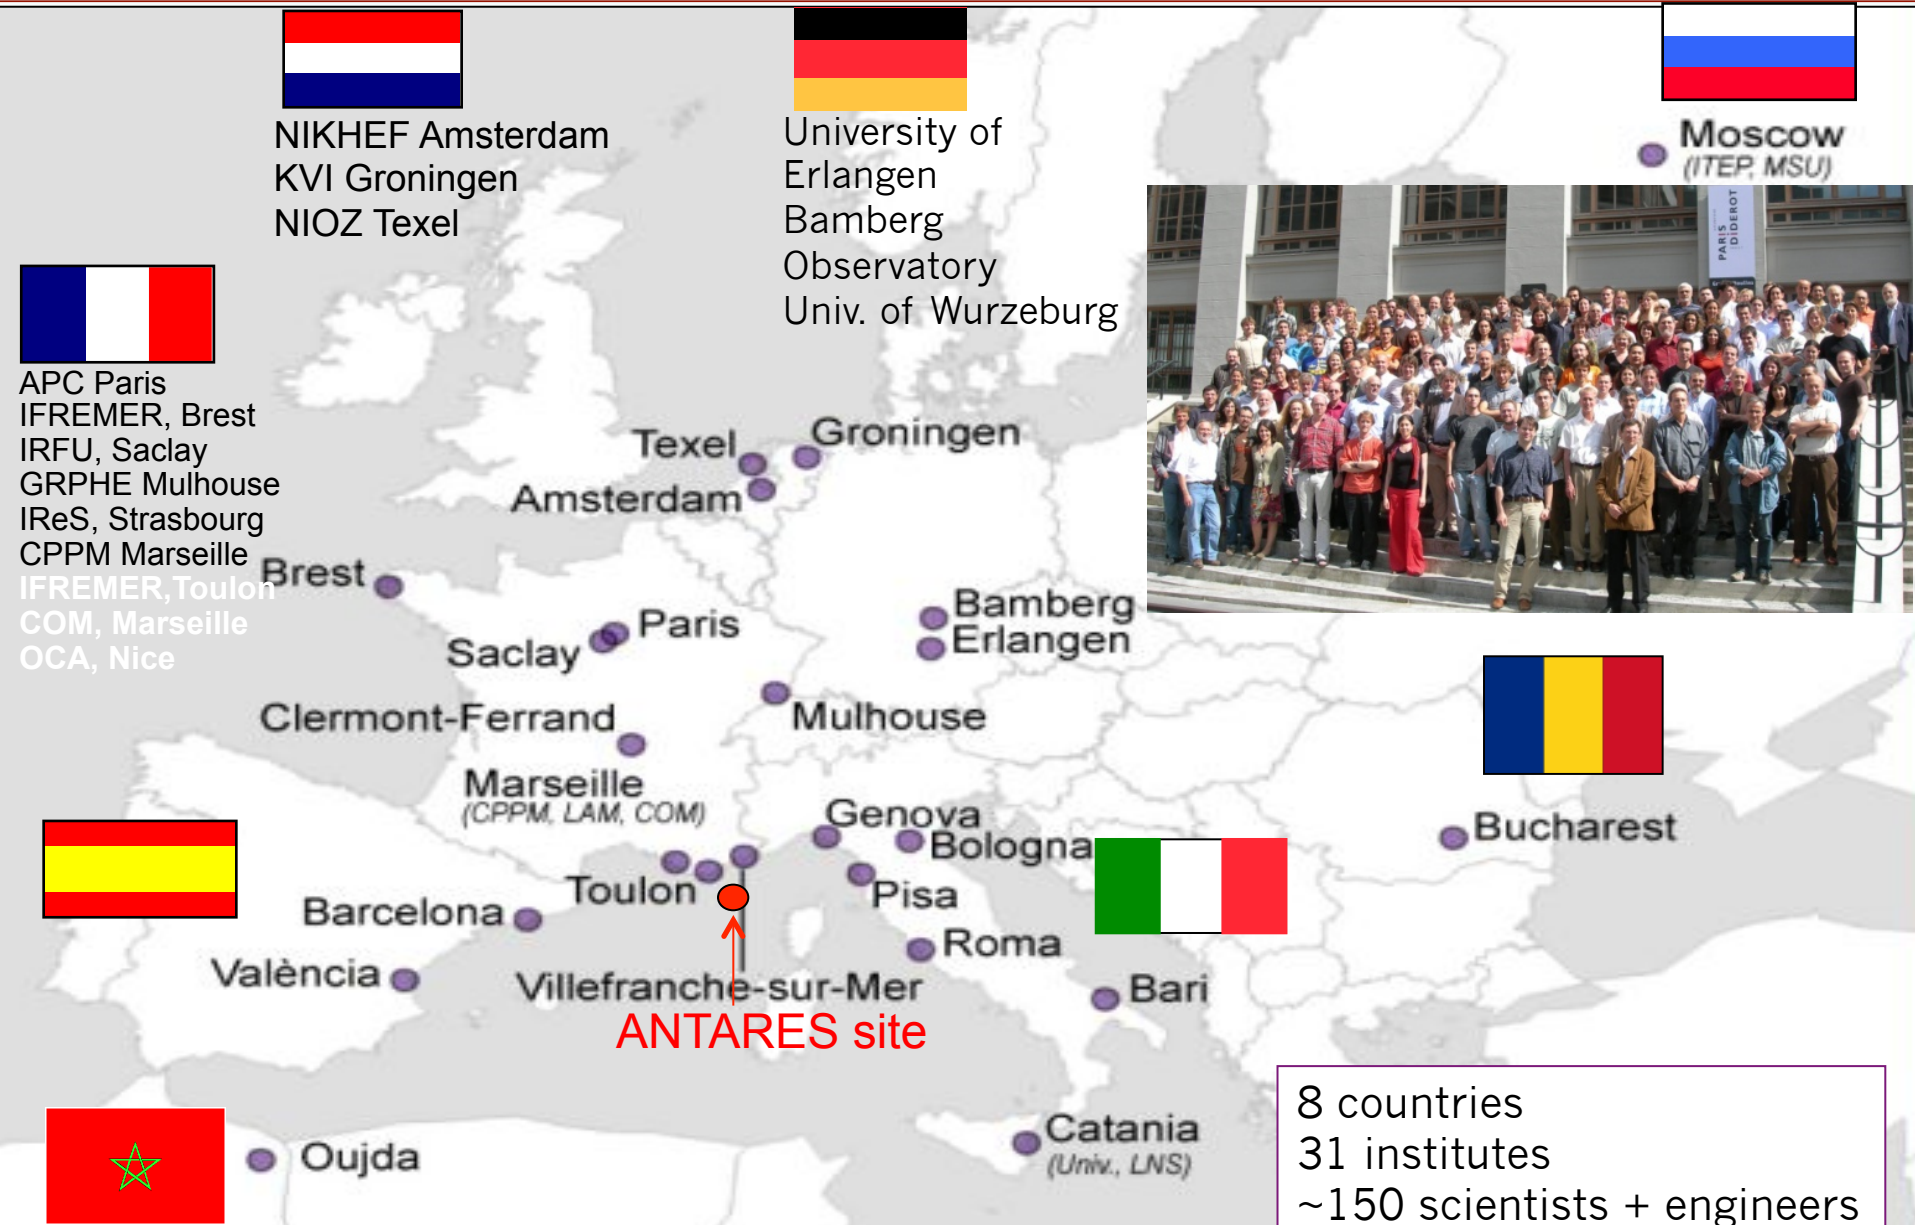 NIKHEF Amsterdam
KVI Groningen
NIOZ Texel
University of
Erlangen
Bamberg
Observatory
Univ. of Wurzeburg
Moscow
(ITEP, MSU)
PARIS
DIDEROT
APC Paris
IFREMER, Brest
IRFU, Saclay
GRPHE Mulhouse
IReS, Strasbourg
CPPM Marseille
IFREMER,Toulon
COM, Marseille
OCA, Nice
Texel
Groningen
Amsterdam
Brest
Paris
Saclay
Bamberg
Erlangen
Clermont-Ferrand
Mulhouse
Marseille
(CPPM, LAM, COM)
Genova
Bologna
Bucharest
Toulon
Pisa
Barcelona
Roma
València
Villefranche-sur-Mer
Bari
ANTARES site
Oujda
Catania
(Univ., LNS)
8 countries
31 institutes
~150 scientists + engineers